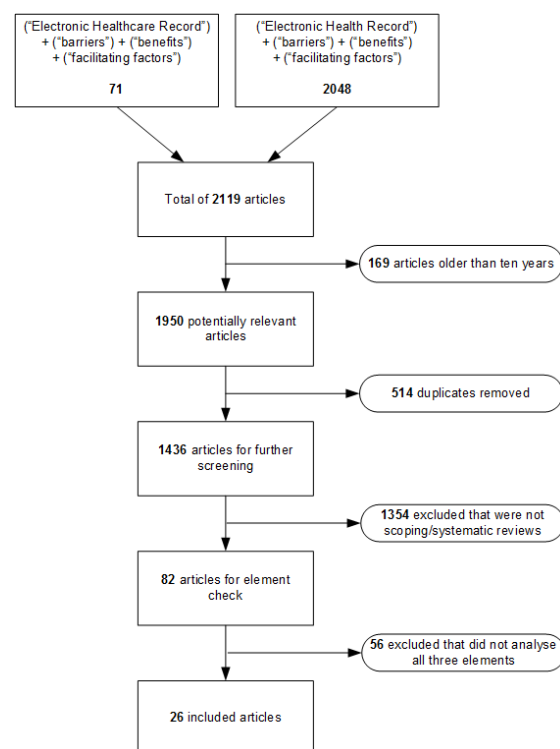 (“Electronic Healthcare Record”)
+ (“barriers”) + (“benefits”)
+ (“facilitating factors”)
71
(“Electronic Health Record”)
+ (“barriers”) + (“benefits”)
+ (“facilitating factors”)
2048
Total of 2119 articles
169 articles older than ten years
1950 potentially relevant
articles
514 duplicates removed
1436 articles for further
screening
1354 excluded that were not
scoping/systematic reviews
82 articles for element
check
56 excluded that did not analyse
all three elements
26 included articles